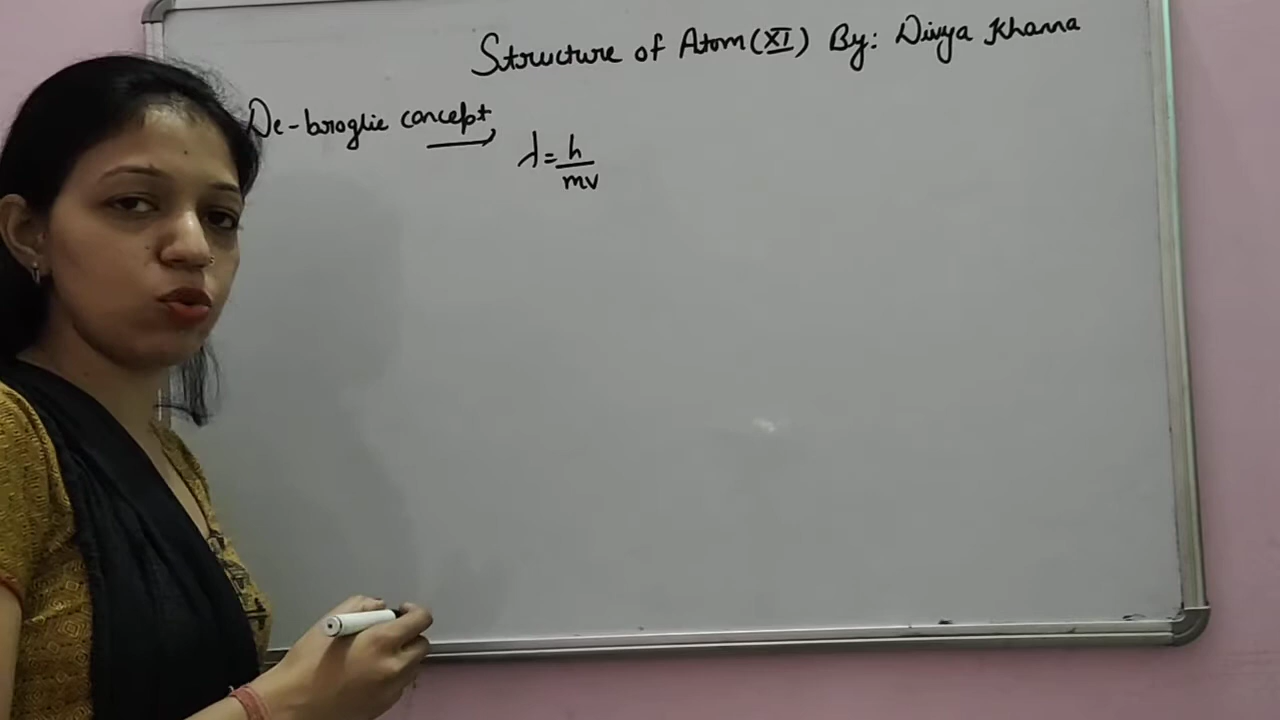 Structure of Atom (XI) By: Divya Khanna
De-broglie concept
λ = h/mv